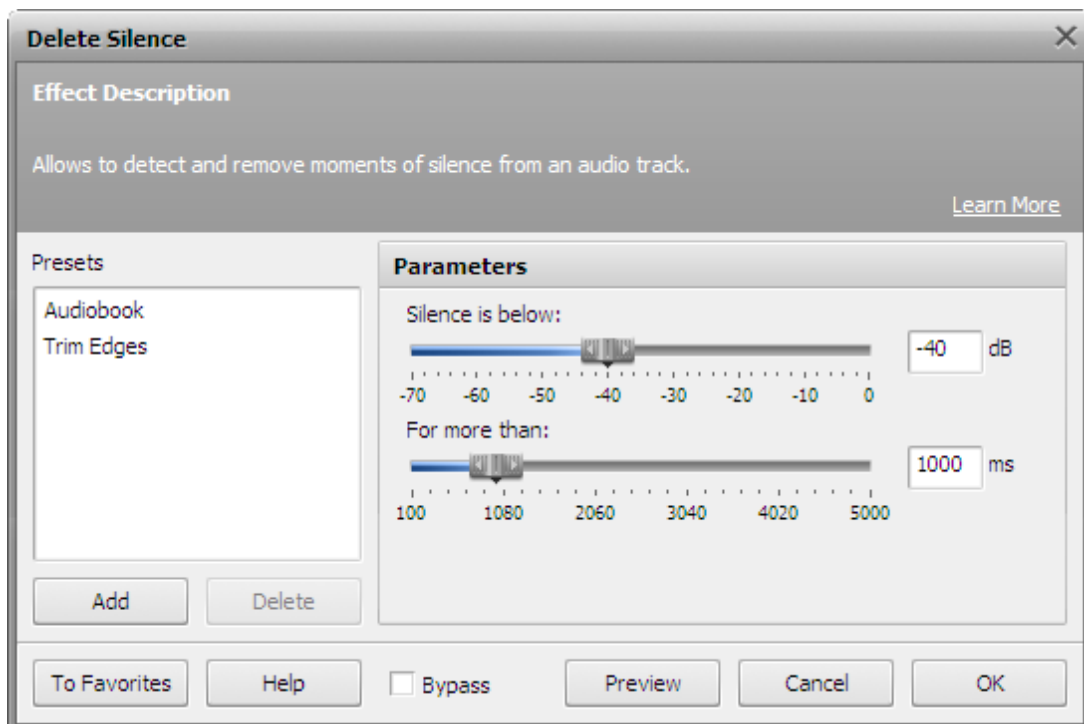 Delete Silence
Effect Description
Allows to detect and remove moments of silence from an audio track.
Learn More
Presets
Audiobook
Trim Edges
Add
Delete
Parameters
Silence is below:
-40 dB
-70 -60 -50 -40 -30 -20 -10 0
For more than:
1000 ms
100 1080 2060 3040 4020 5000
To Favorites
Help
Bypass
Preview
Cancel
OK